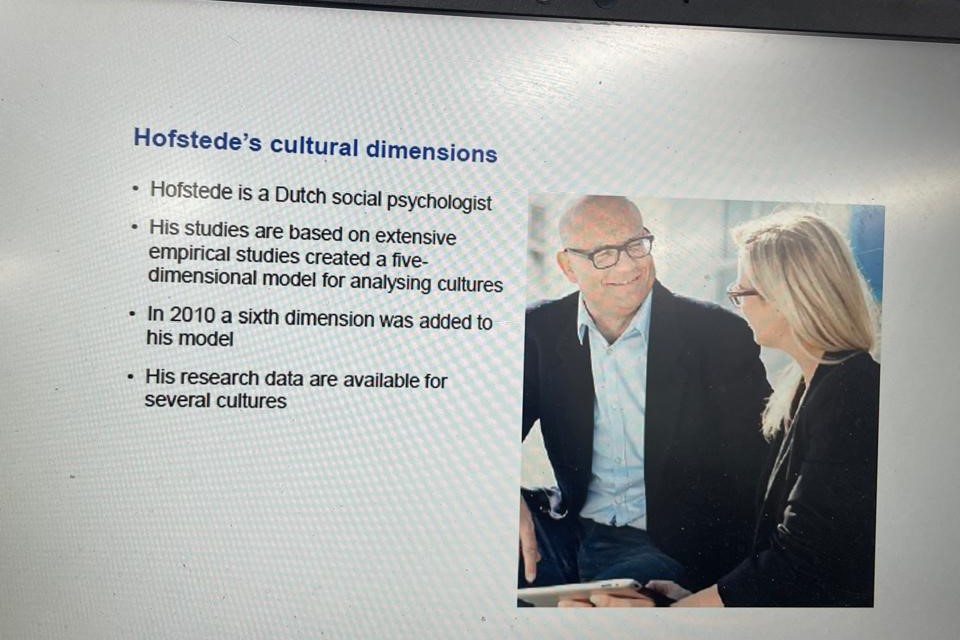 Hofstede's cultural dimensions
• Hofstede is a Dutch social psychologist
• His studies are based on extensive
empirical studies created a five-
dimensional model for analysing cultures
• In 2010 a sixth dimension was added to
his model
• His research data are available for
several cultures